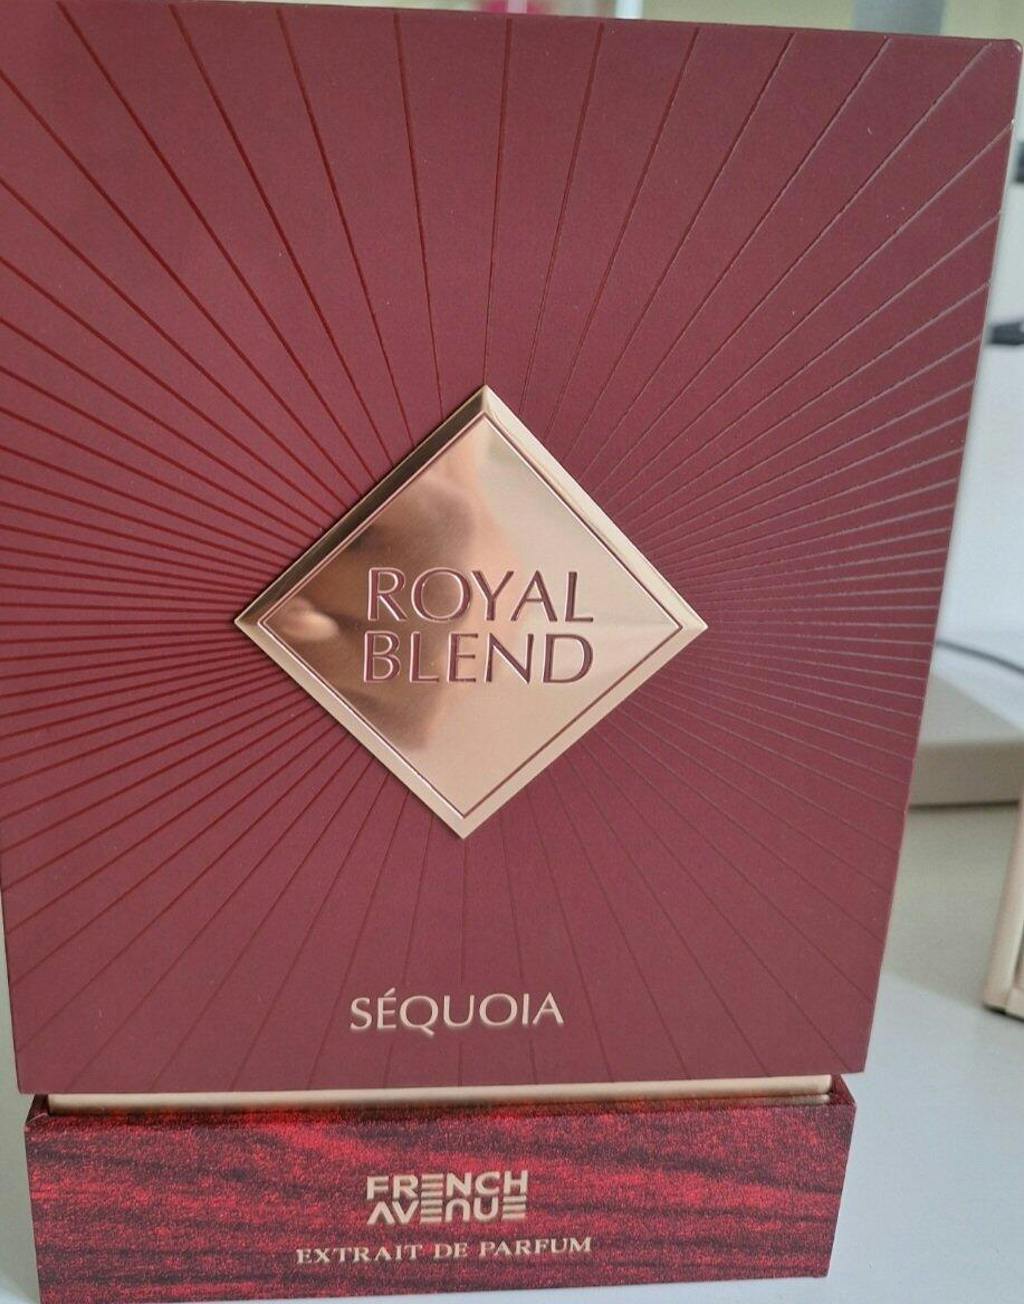 ROYAL
BLEND
SÉQUOIA
FRENCH
AVENUE
EXTRAIT DE PARFUM